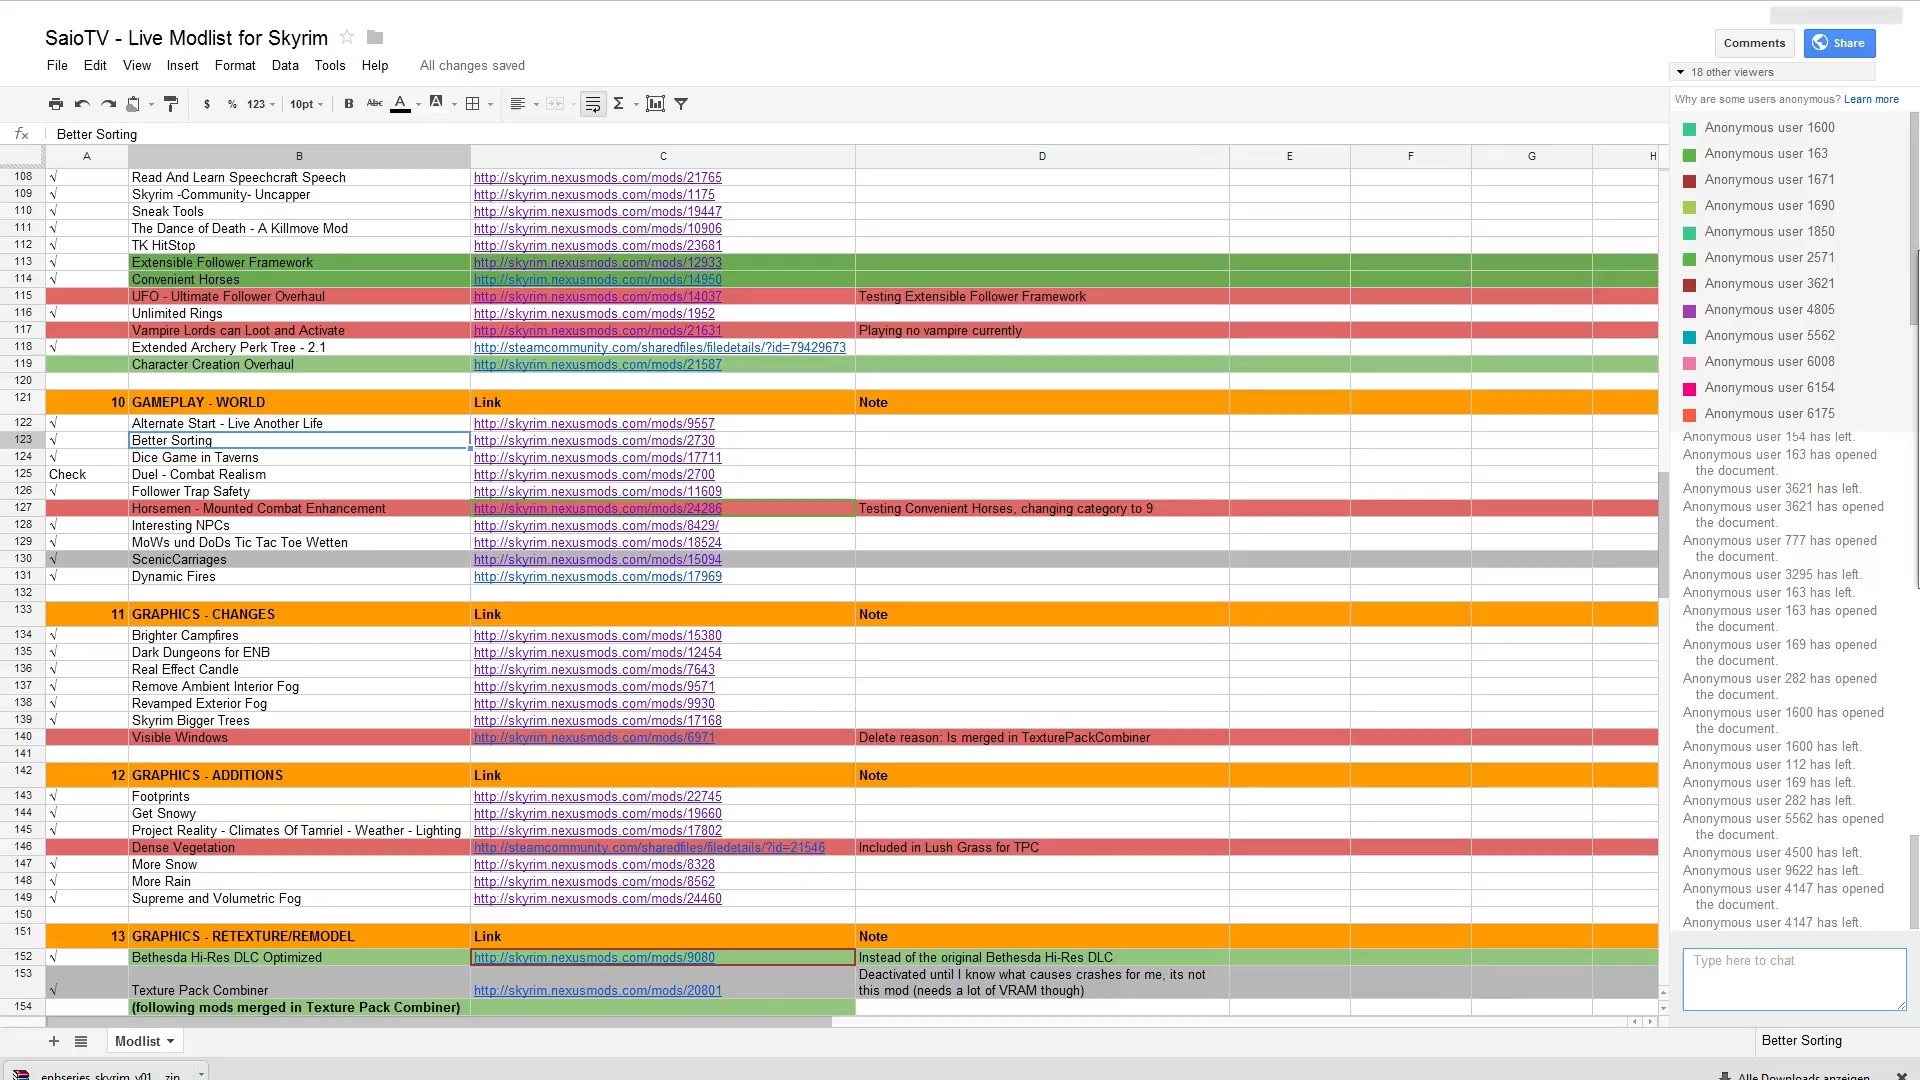 SaioTV - Live Modlist for Skyrim
Comments
Share
File Edit View Insert Format Data Tools Help All changes saved
18 other viewers
$ % 123 10pt B Abc A A Σ
Why are some users anonymous? Learn more
fx Better Sorting
A B C D E F G H
108 √ Read And Learn Speechcraft Speech http://skyrim.nexusmods.com/mods/21765
109 √ Skyrim -Community- Uncapper http://skyrim.nexusmods.com/mods/1175
110 √ Sneak Tools http://skyrim.nexusmods.com/mods/19447
111 √ The Dance of Death - A Killmove Mod http://skyrim.nexusmods.com/mods/10906
112 √ TK HitStop http://skyrim.nexusmods.com/mods/23681
113 √ Extensible Follower Framework http://skyrim.nexusmods.com/mods/12933
114 √ Convenient Horses http://skyrim.nexusmods.com/mods/14950
115 UFO - Ultimate Follower Overhaul http://skyrim.nexusmods.com/mods/14037 Testing Extensible Follower Framework
116 √ Unlimited Rings http://skyrim.nexusmods.com/mods/1952
117 Vampire Lords can Loot and Activate http://skyrim.nexusmods.com/mods/21631 Playing no vampire currently
118 √ Extended Archery Perk Tree - 2.1 http://steamcommunity.com/sharedfiles/filedetails/?id=79429673
119 Character Creation Overhaul http://skyrim.nexusmods.com/mods/21587
120
121 10 GAMEPLAY - WORLD Link Note
122 √ Alternate Start - Live Another Life http://skyrim.nexusmods.com/mods/9557
123 √ Better Sorting http://skyrim.nexusmods.com/mods/2730
124 √ Dice Game in Taverns http://skyrim.nexusmods.com/mods/17711
125 Check Duel - Combat Realism http://skyrim.nexusmods.com/mods/2700
126 √ Follower Trap Safety http://skyrim.nexusmods.com/mods/11609
127 Horsemen - Mounted Combat Enhancement http://skyrim.nexusmods.com/mods/24286 Testing Convenient Horses, changing category to 9
128 √ Interesting NPCs http://skyrim.nexusmods.com/mods/8429/
129 √ MoWs und DoDs Tic Tac Toe Wetten http://skyrim.nexusmods.com/mods/18524
130 √ ScenicCarriages http://skyrim.nexusmods.com/mods/15094
131 √ Dynamic Fires http://skyrim.nexusmods.com/mods/17969
132
133 11 GRAPHICS - CHANGES Link Note
134 √ Brighter Campfires http://skyrim.nexusmods.com/mods/15380
135 √ Dark Dungeons for ENB http://skyrim.nexusmods.com/mods/12454
136 √ Real Effect Candle http://skyrim.nexusmods.com/mods/7643
137 √ Remove Ambient Interior Fog http://skyrim.nexusmods.com/mods/9571
138 √ Revamped Exterior Fog http://skyrim.nexusmods.com/mods/9930
139 √ Skyrim Bigger Trees http://skyrim.nexusmods.com/mods/17168
140 Visible Windows http://skyrim.nexusmods.com/mods/6971 Delete reason: Is merged in TexturePackCombiner
141
142 12 GRAPHICS - ADDITIONS Link Note
143 √ Footprints http://skyrim.nexusmods.com/mods/22745
144 √ Get Snowy http://skyrim.nexusmods.com/mods/19660
145 √ Project Reality - Climates Of Tamriel - Weather - Lighting http://skyrim.nexusmods.com/mods/17802
146 Dense Vegetation http://steamcommunity.com/sharedfiles/filedetails/?id=21546 Included in Lush Grass for TPC
147 √ More Snow http://skyrim.nexusmods.com/mods/8328
148 √ More Rain http://skyrim.nexusmods.com/mods/8562
149 √ Supreme and Volumetric Fog http://skyrim.nexusmods.com/mods/24460
150
151 13 GRAPHICS - RETEXTURE/REMODEL Link Note
152 √ Bethesda Hi-Res DLC Optimized http://skyrim.nexusmods.com/mods/9080 Instead of the original Bethesda Hi-Res DLC
153 Deactivated until I know what causes crashes for me, its not
√ Texture Pack Combiner http://skyrim.nexusmods.com/mods/20801 this mod (needs a lot of VRAM though)
154 (following mods merged in Texture Pack Combiner)
Anonymous user 1600
Anonymous user 163
Anonymous user 1671
Anonymous user 1690
Anonymous user 1850
Anonymous user 2571
Anonymous user 3621
Anonymous user 4805
Anonymous user 5562
Anonymous user 6008
Anonymous user 6154
Anonymous user 6175
Anonymous user 154 has left.
Anonymous user 163 has opened
the document.
Anonymous user 3621 has left.
Anonymous user 3621 has opened
the document.
Anonymous user 777 has opened
the document.
Anonymous user 3295 has left.
Anonymous user 163 has left.
Anonymous user 163 has opened
the document.
Anonymous user 169 has opened
the document.
Anonymous user 282 has opened
the document.
Anonymous user 1600 has opened
the document.
Anonymous user 1600 has left.
Anonymous user 112 has left.
Anonymous user 169 has left.
Anonymous user 282 has left.
Anonymous user 5562 has opened
the document.
Anonymous user 4500 has left.
Anonymous user 9622 has left.
Anonymous user 4147 has opened
the document.
Anonymous user 4147 has left.
Type here to chat
+ Modlist
Better Sorting
enbseries_skyrim_v01....zip
Alle Downloads anzeigen